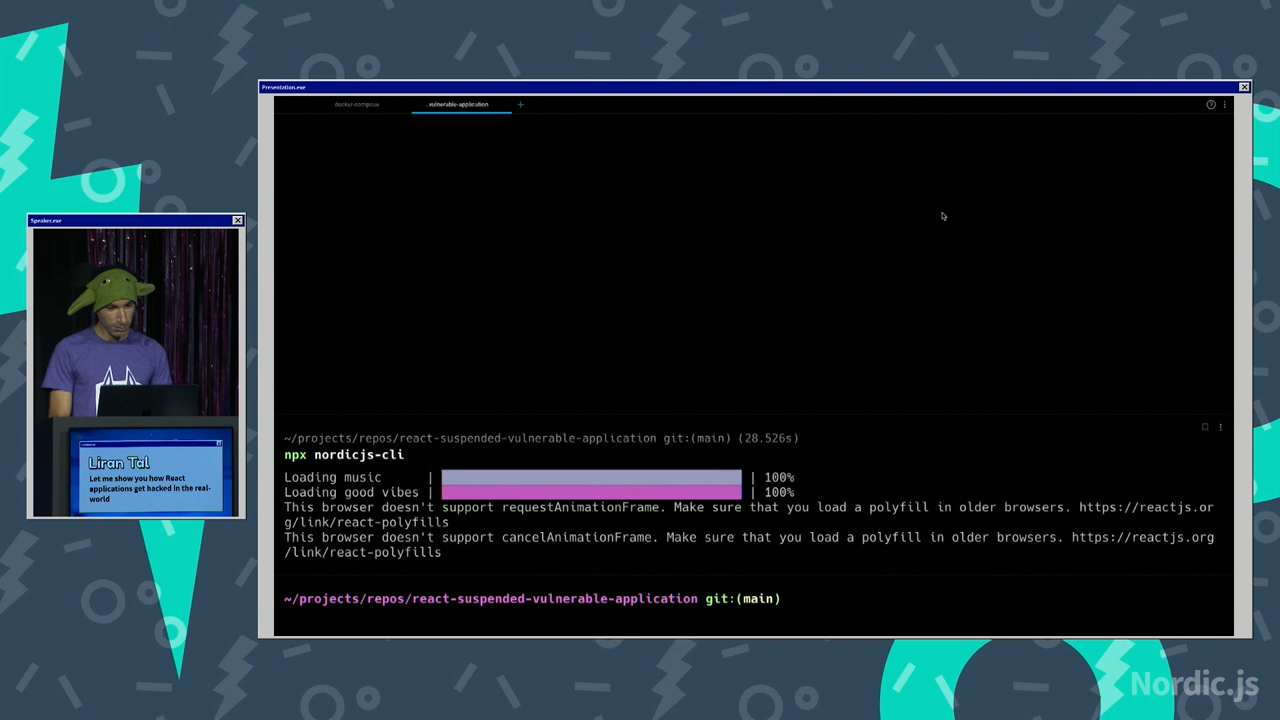 Presentation.exe
docker-compose
..vulnerable-application
+
Speaker.exe
Liran Tal
Let me show you how React
applications get hacked in the real-
world
~/projects/repos/react-suspended-vulnerable-application git:(main) (28.526s)
npx nordicjs-cli
Loading music | | 100%
Loading good vibes | | 100%
This browser doesn't support requestAnimationFrame. Make sure that you load a polyfill in older browsers. https://reactjs.or
g/link/react-polyfills
This browser doesn't support cancelAnimationFrame. Make sure that you load a polyfill in older browsers. https://reactjs.org
/link/react-polyfills
~/projects/repos/react-suspended-vulnerable-application git:(main)
Nordic.js